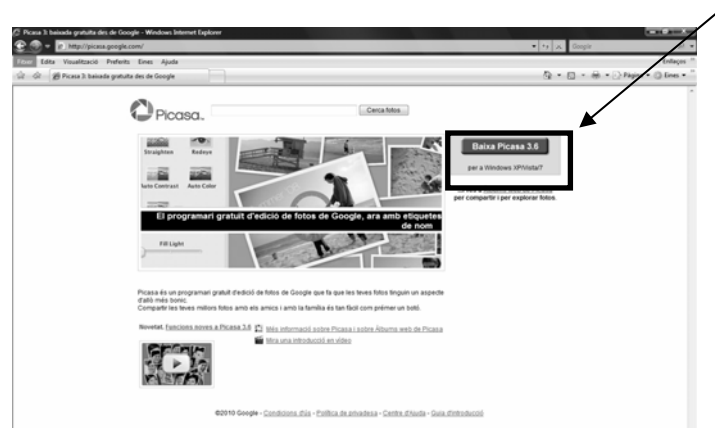 Picasa 3: baixada gratuïta des de Google - Windows Internet Explorer
http://picasa.google.com/
Google
Fitxer Edita Visualització Preferits Eines Ajuda
Enllaços
Picasa 3: baixada gratuïta des de Google
Pàgina Eines
Picasa
Cerca fotos
Straighten Redeye
Auto Contrast Auto Color
Fill Light
El programari gratuït d'edició de fotos de Google, ara amb etiquetes
de nom
Baixa Picasa 3.6
per a Windows XP/Vista/7
per compartir i per explorar fotos.
Picasa és un programari gratuït d'edició de fotos de Google que fa que les teves fotos tinguin un aspecte
d'allò més bonic.
Compartir les teves millors fotos amb els amics i amb la família és tan fàcil com prémer un botó.
Novetat. Funcions noves a Picasa 3.6
Més informació sobre Picasa i sobre Àlbums web de Picasa
Mira una introducció en vídeo
©2010 Google - Condicions d'ús - Política de privadesa - Centre d'Ajuda - Guia d'introducció